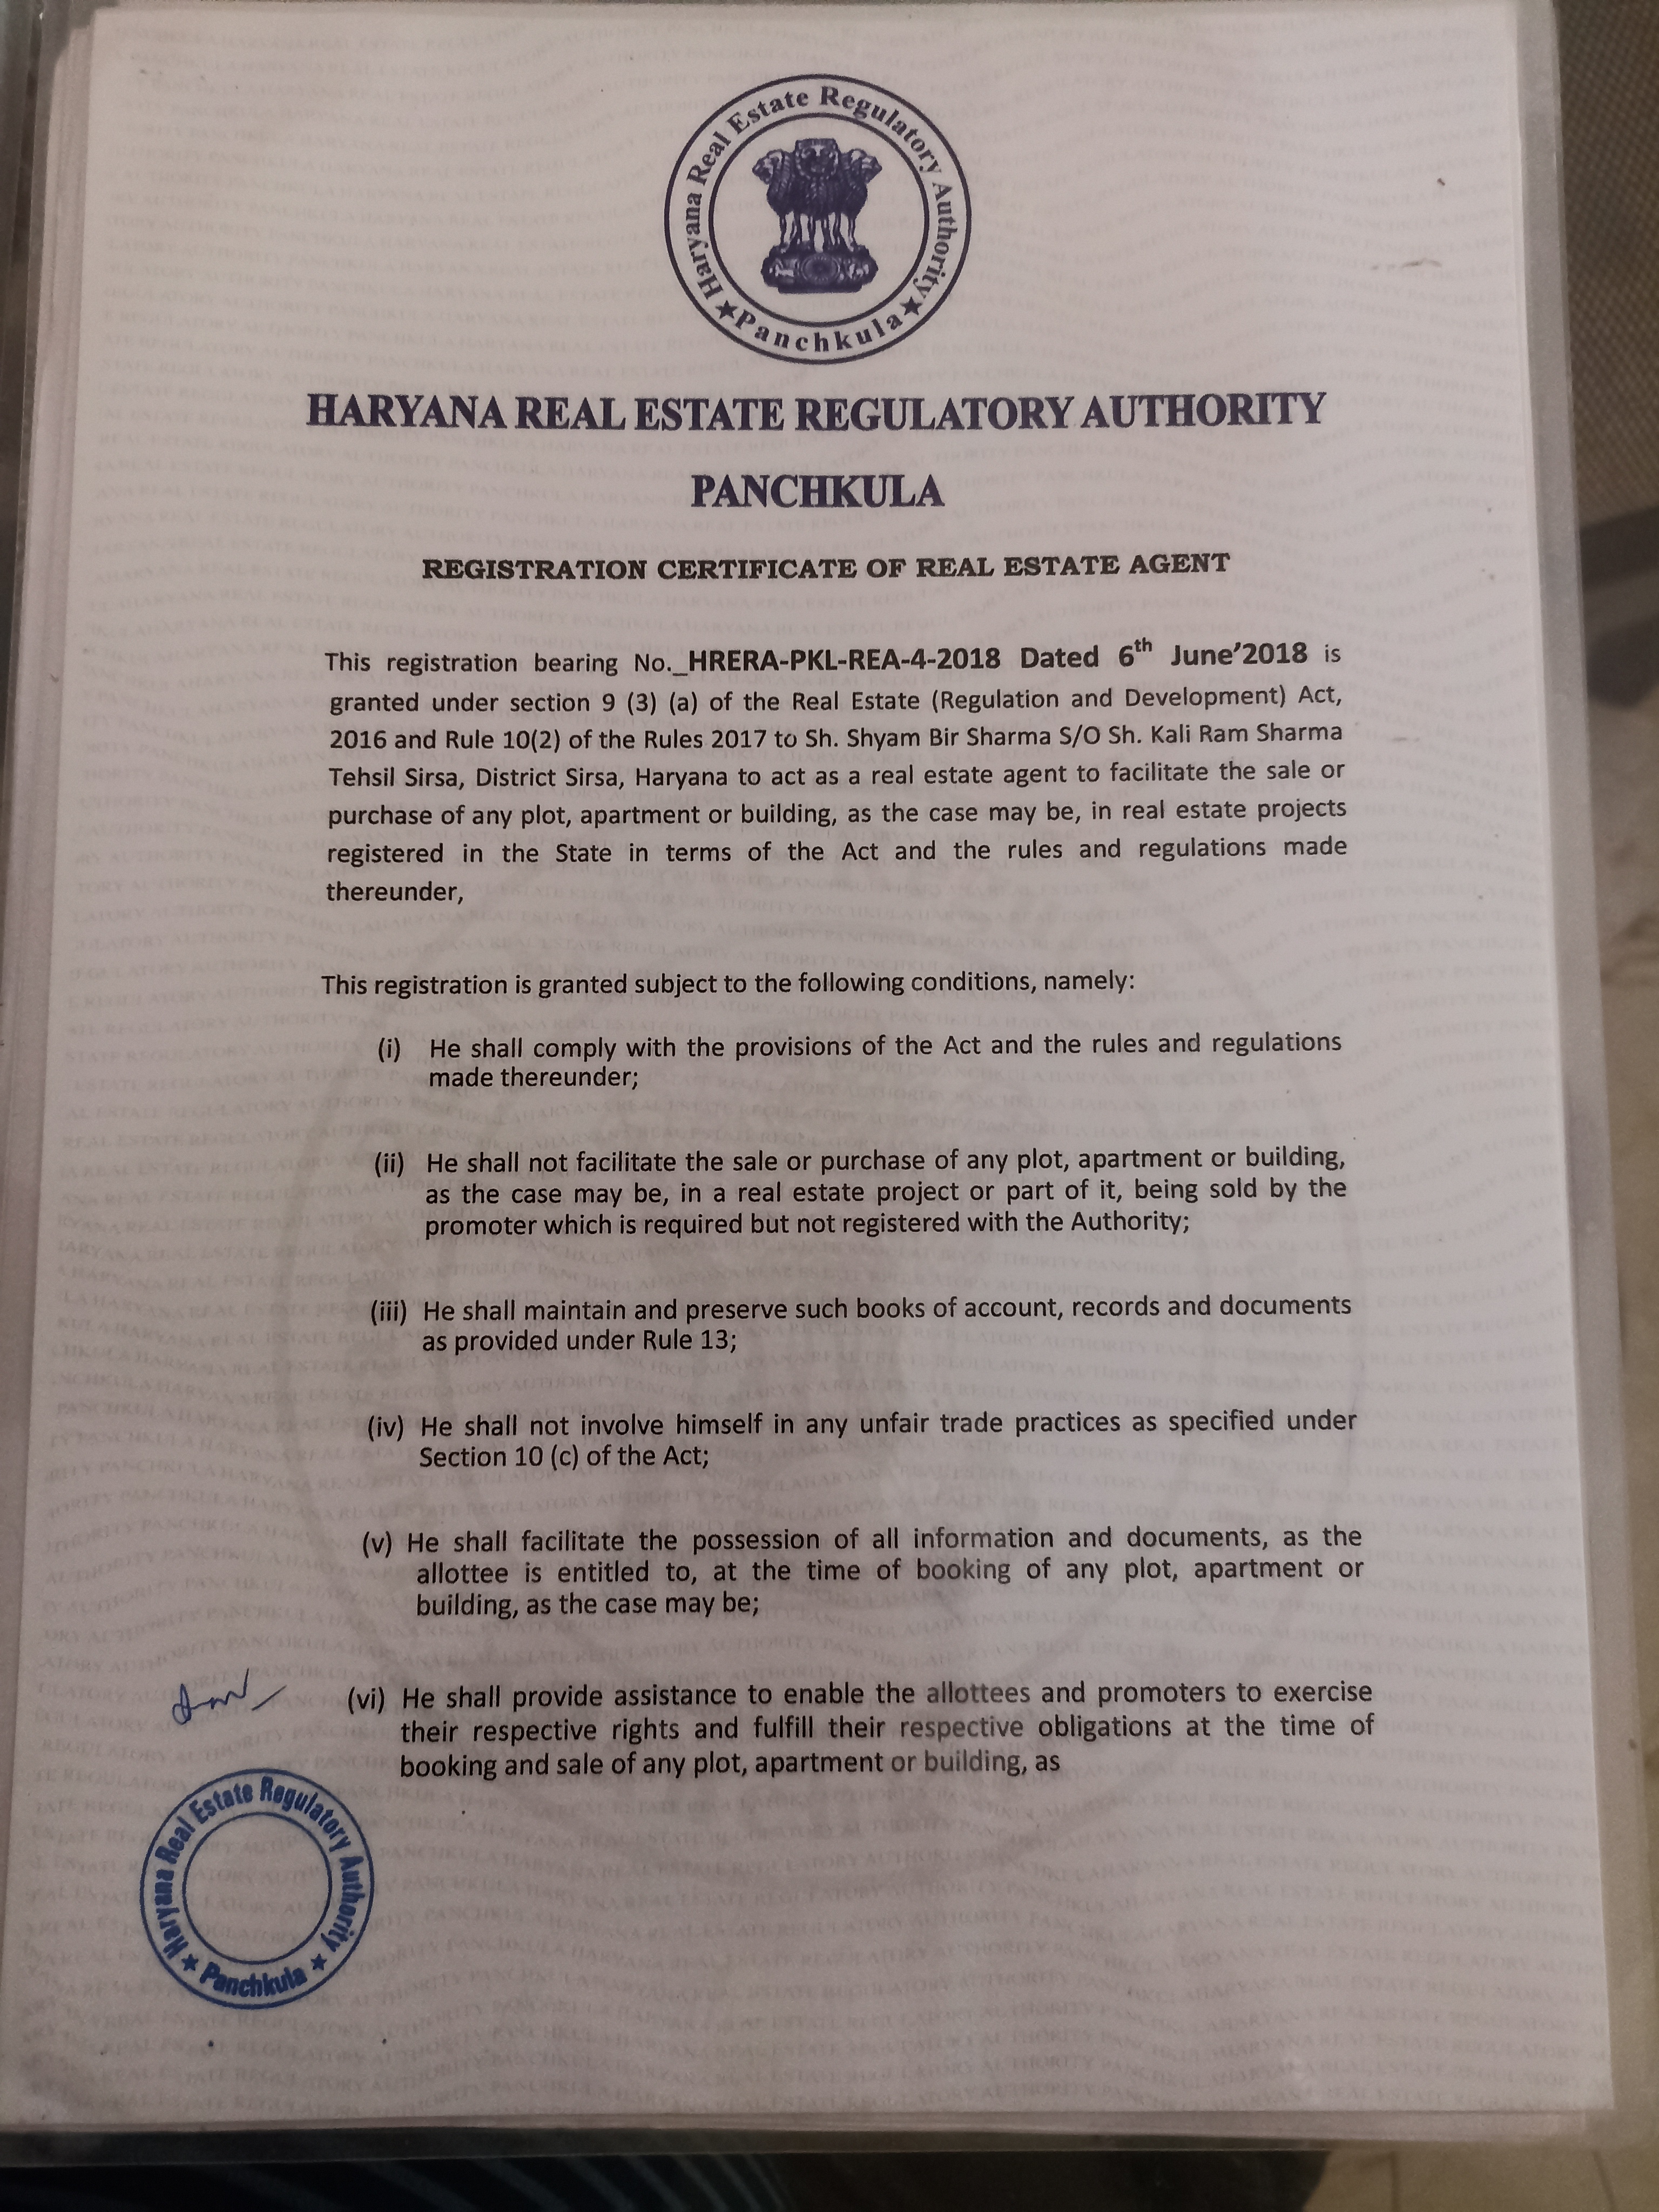 Haryana Real Estate Regulatory Authority
★ Panchkula ★
HARYANA REAL ESTATE REGULATORY AUTHORITY
PANCHKULA
REGISTRATION CERTIFICATE OF REAL ESTATE AGENT
This registration bearing No._HRERA-PKL-REA-4-2018 Dated 6th June'2018 is
granted under section 9 (3) (a) of the Real Estate (Regulation and Development) Act,
2016 and Rule 10(2) of the Rules 2017 to Sh. Shyam Bir Sharma S/O Sh. Kali Ram Sharma
Tehsil Sirsa, District Sirsa, Haryana to act as a real estate agent to facilitate the sale or
purchase of any plot, apartment or building, as the case may be, in real estate projects
registered in the State in terms of the Act and the rules and regulations made
thereunder,
This registration is granted subject to the following conditions, namely:
(i) He shall comply with the provisions of the Act and the rules and regulations
made thereunder;
(ii) He shall not facilitate the sale or purchase of any plot, apartment or building,
as the case may be, in a real estate project or part of it, being sold by the
promoter which is required but not registered with the Authority;
(iii) He shall maintain and preserve such books of account, records and documents
as provided under Rule 13;
(iv) He shall not involve himself in any unfair trade practices as specified under
Section 10 (c) of the Act;
(v) He shall facilitate the possession of all information and documents, as the
allottee is entitled to, at the time of booking of any plot, apartment or
building, as the case may be;
(vi) He shall provide assistance to enable the allottees and promoters to exercise
their respective rights and fulfill their respective obligations at the time of
booking and sale of any plot, apartment or building, as
Haryana Real Estate Regulatory Authority
★ Panchkula ★